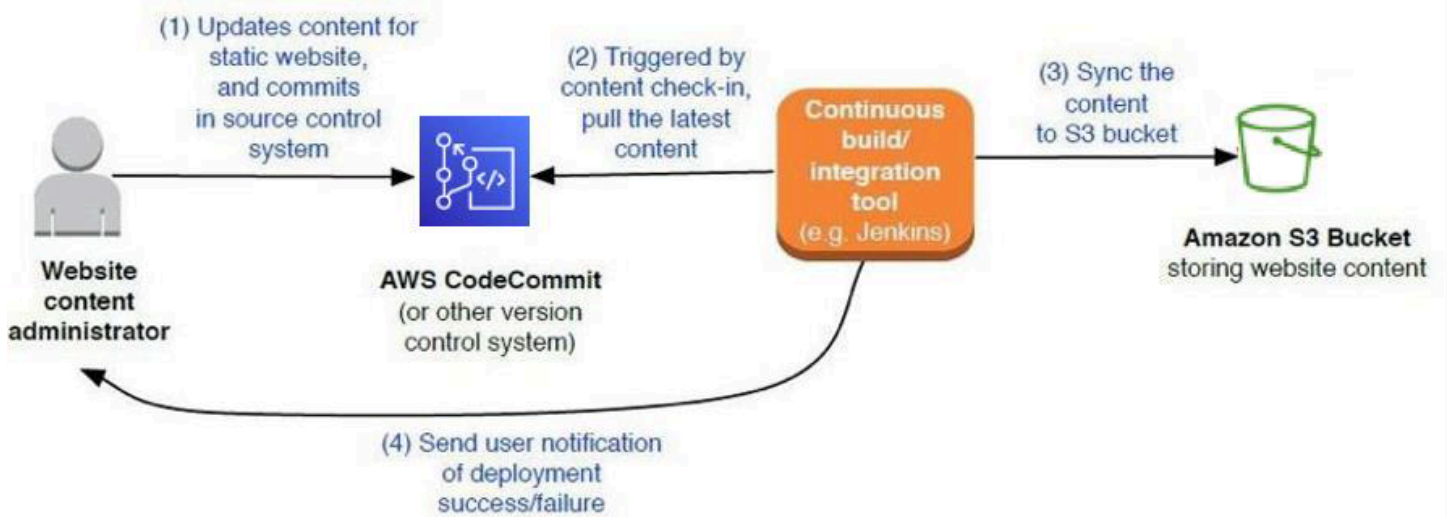 (1) Updates content for
static website,
and commits
in source control
system
(2) Triggered by
content check-in,
pull the latest
content
Continuous
build/
integration
tool
(e.g. Jenkins)
(3) Sync the
content
to S3 bucket
</>
Website
content
administrator
AWS CodeCommit
(or other version
control system)
Amazon S3 Bucket
storing website content
(4) Send user notification
of deployment
success/failure